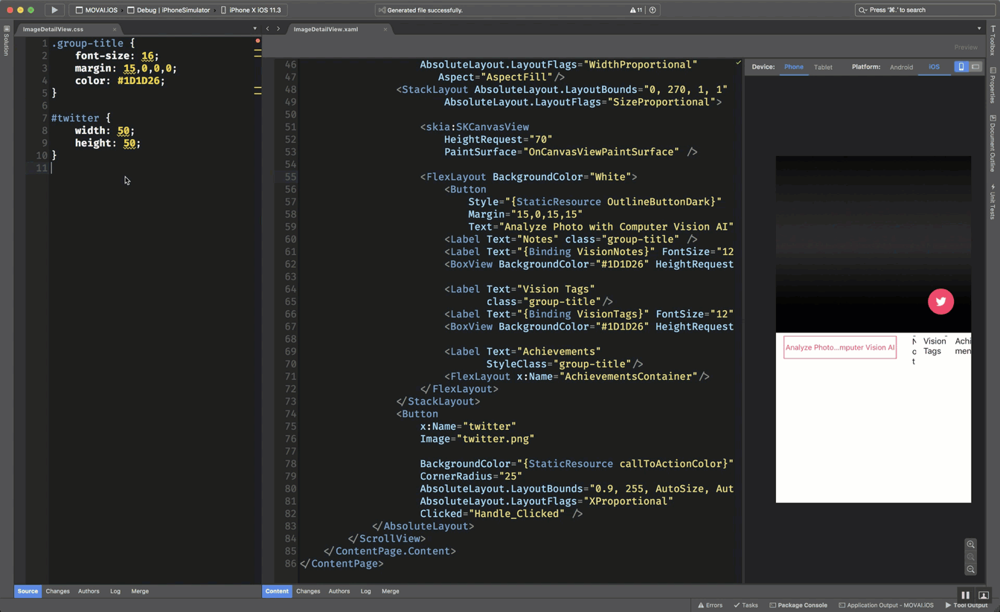 MOVAI.iOS › Debug | iPhoneSimulator › iPhone X iOS 11.3
Generated file successfully.
11
Press '⌘.' to search
Solution
ImageDetailView.css
1 .group-title {
2 font-size: 16;
3 margin: 15,0,0,0;
4 color: #1D1D26;
5 }
6
7 #twitter {
8 width: 50;
9 height: 50;
10 }
11
Source Changes Authors Log Merge
ImageDetailView.xaml
46 AbsoluteLayout.LayoutFlags="WidthProportional"
47 Aspect="AspectFill"/>
48 <StackLayout AbsoluteLayout.LayoutBounds="0, 270, 1, 1"
49 AbsoluteLayout.LayoutFlags="SizeProportional">
50
51 <skia:SKCanvasView
52 HeightRequest="70"
53 PaintSurface="OnCanvasViewPaintSurface" />
54
55 <FlexLayout BackgroundColor="White">
56 <Button
57 Style="{StaticResource OutlineButtonDark}"
58 Margin="15,0,15,15"
59 Text="Analyze Photo with Computer Vision AI"
60 <Label Text="Notes" class="group-title" />
61 <Label Text="{Binding VisionNotes}" FontSize="12
62 <BoxView BackgroundColor="#1D1D26" HeightRequest
63
64 <Label Text="Vision Tags"
65 class="group-title"/>
66 <Label Text="{Binding VisionTags}" FontSize="12"
67 <BoxView BackgroundColor="#1D1D26" HeightRequest
68
69 <Label Text="Achievements"
70 StyleClass="group-title"/>
71 <FlexLayout x:Name="AchievementsContainer"/>
72 </FlexLayout>
73 </StackLayout>
74 <Button
75 x:Name="twitter"
76 Image="twitter.png"
77
78 BackgroundColor="{StaticResource callToActionColor}"
79 CornerRadius="25"
80 AbsoluteLayout.LayoutBounds="0.9, 255, AutoSize, Aut
81 AbsoluteLayout.LayoutFlags="XProportional"
82 Clicked="Handle_Clicked" />
83 </AbsoluteLayout>
84 </ScrollView>
85 </ContentPage.Content>
86 </ContentPage>
Content Changes Authors Log Merge
Preview
Device: Phone Tablet Platform: Android iOS
Analyze Photo...mputer Vision AI
N
o
t
Vision
Tags
Achi
men
Toolbox
Properties
Document Outline
Unit Tests
Errors Tasks Package Console Application Output - MOVAI.iOS Tool Output